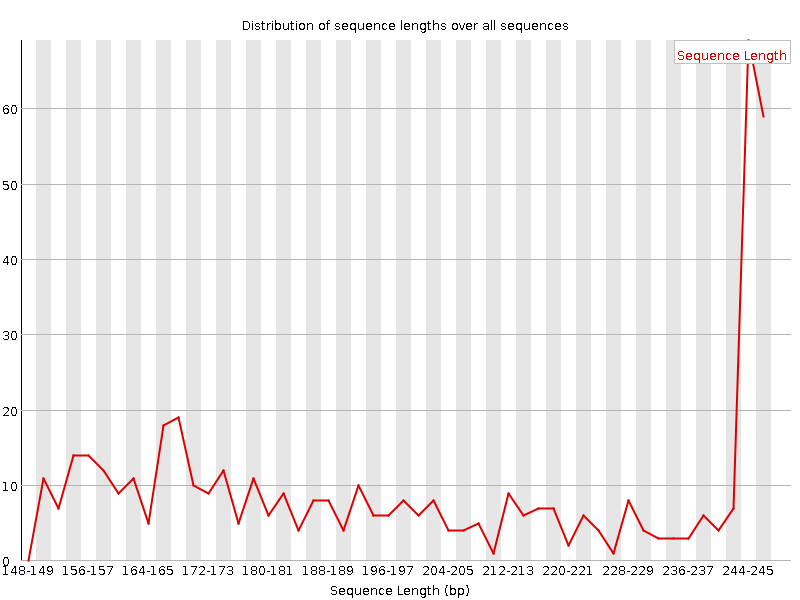 Distribution of sequence lengths over all sequences
Sequence Length
60
50
40
30
20
10
0
148-149 156-157 164-165 172-173 180-181 188-189 196-197 204-205 212-213 220-221 228-229 236-237 244-245
Sequence Length (bp)